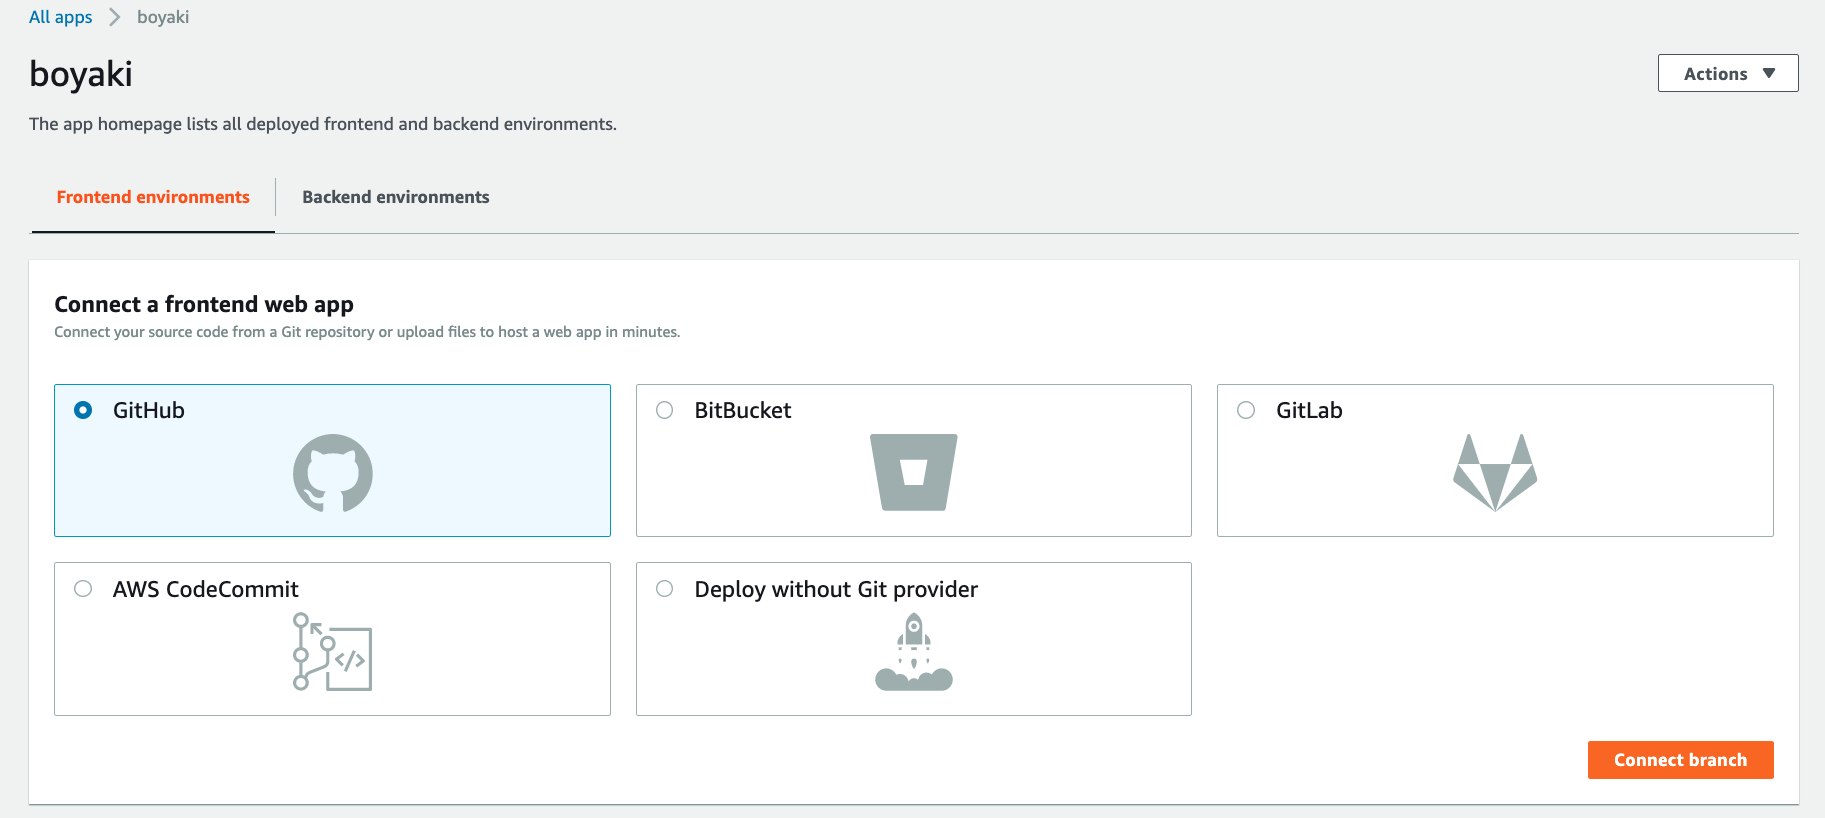 All apps boyaki
boyaki
Actions
The app homepage lists all deployed frontend and backend environments.
Frontend environments Backend environments
Connect a frontend web app
Connect your source code from a Git repository or upload files to host a web app in minutes.
GitHub BitBucket GitLab
AWS CodeCommit Deploy without Git provider
</>
Connect branch